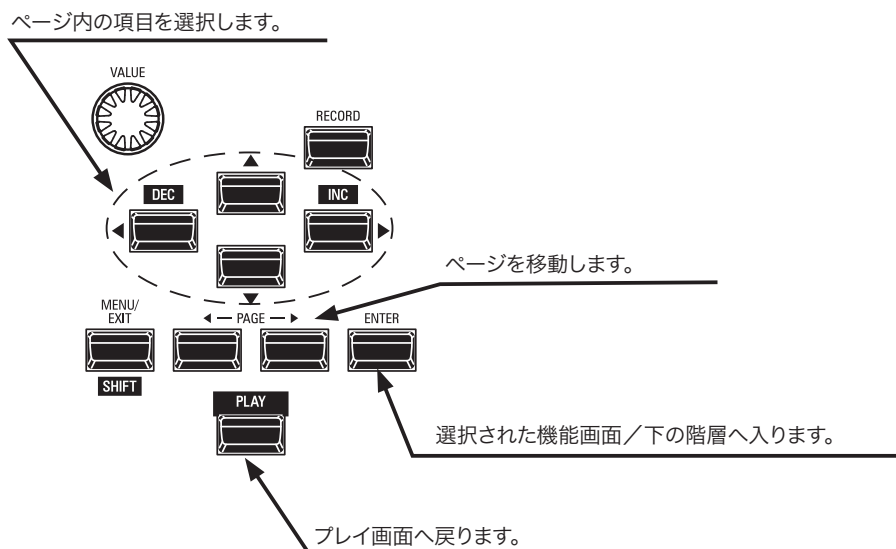 ページ内の項目を選択します。
VALUE
RECORD
▲
DEC
INC
◀
▶
ページを移動します。
▼
MENU/
EXIT
◀ — PAGE — ▶
ENTER
SHIFT
PLAY
選択された機能画面／下の階層へ入ります。
プレイ画面へ戻ります。